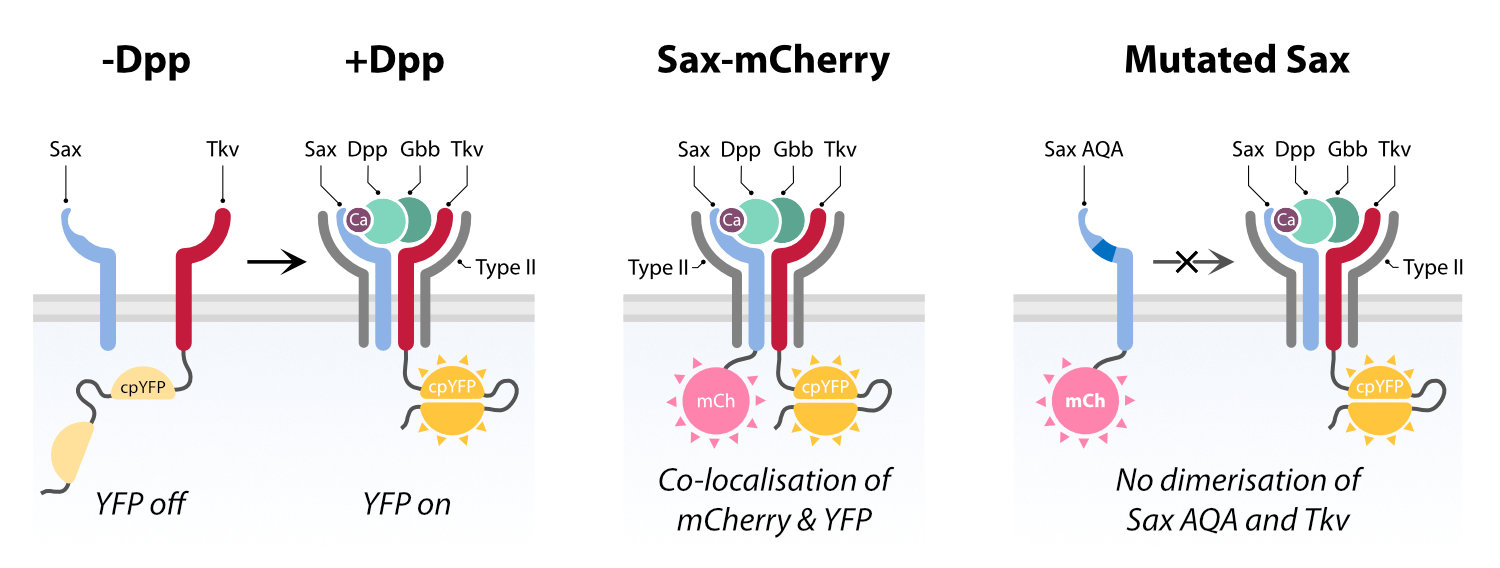 -Dpp
+Dpp
Sax-mCherry
Mutated Sax
Sax
Tkv
Sax Dpp Gbb Tkv
Ca
Type II
cpYFP
cpYFP
YFP off
YFP on
Sax Dpp Gbb Tkv
Ca
Type II
mCh
cpYFP
Co-localisation of
mCherry & YFP
Sax AQA
Sax Dpp Gbb Tkv
Ca
Type II
mCh
cpYFP
No dimerisation of
Sax AQA and Tkv